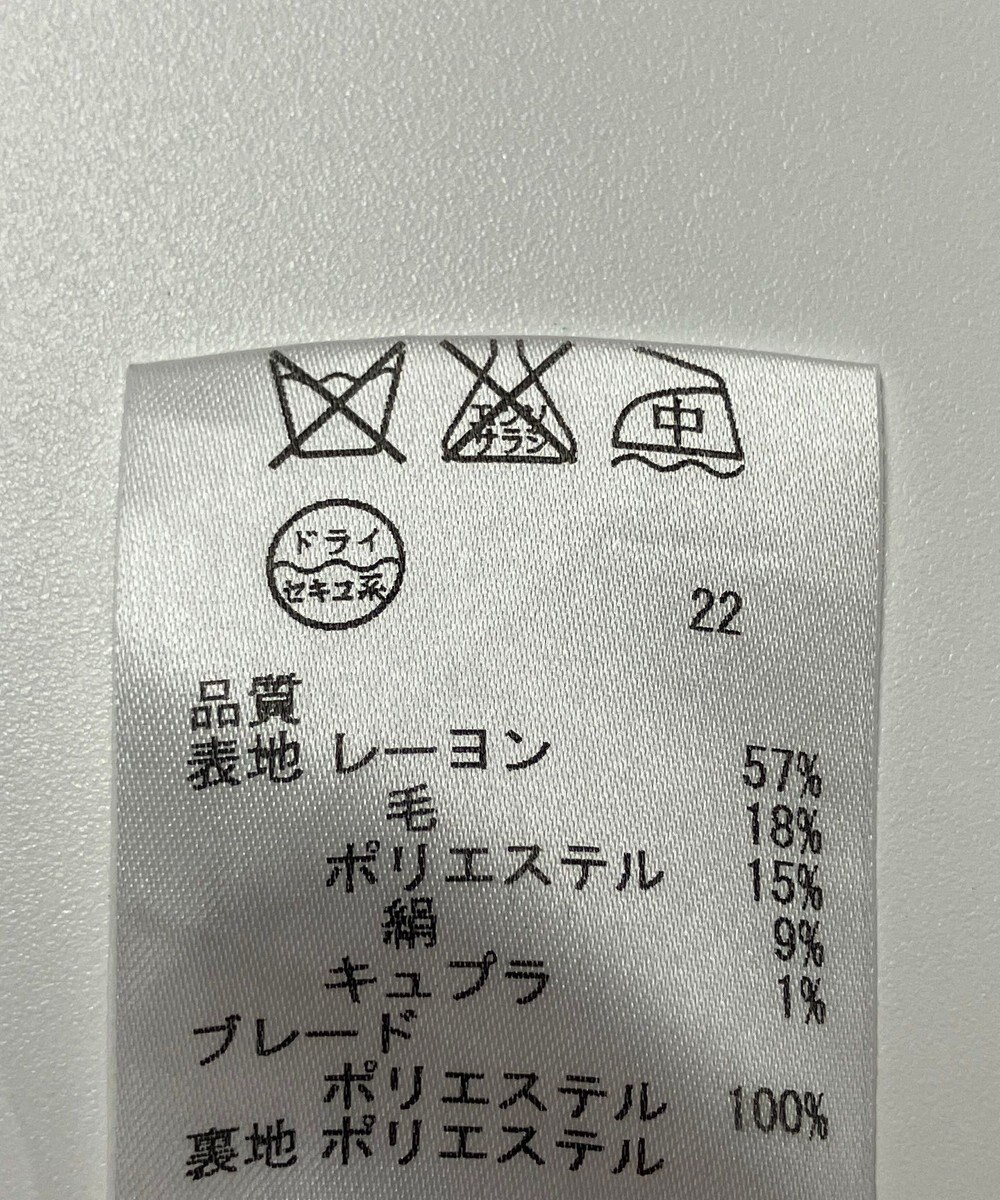 エンソ
サラシ
中
ドライ
セキユ系
22
品質
表地 レーヨン 57%
毛 18%
ポリエステル 15%
絹 9%
キュプラ 1%
ブレード
ポリエステル 100%
裏地 ポリエステル